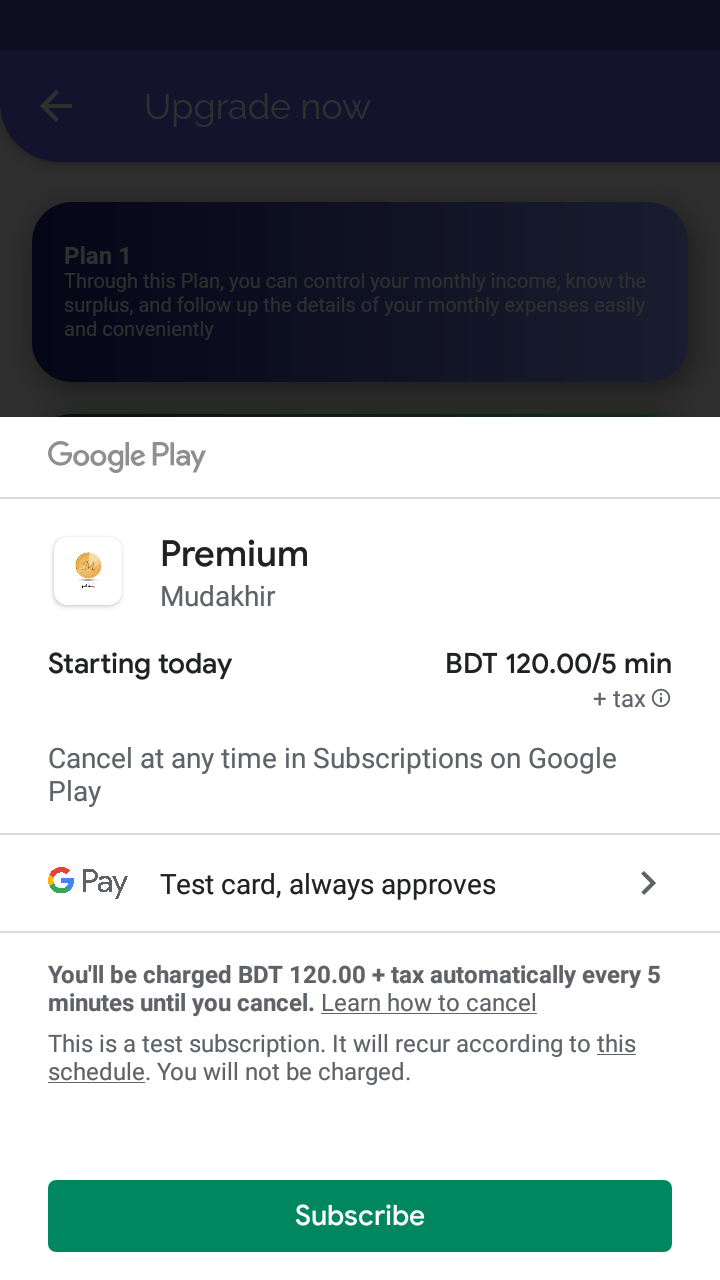 Upgrade now
Plan 1
Through this Plan, you can control your monthly income, know the
surplus, and follow up the details of your monthly expenses easily
and conveniently
Google Play
Premium
Mudakhir
Starting today BDT 120.00/5 min
+ tax
Cancel at any time in Subscriptions on Google
Play
G Pay Test card, always approves
You'll be charged BDT 120.00 + tax automatically every 5
minutes until you cancel. Learn how to cancel
This is a test subscription. It will recur according to this
schedule. You will not be charged.
Subscribe